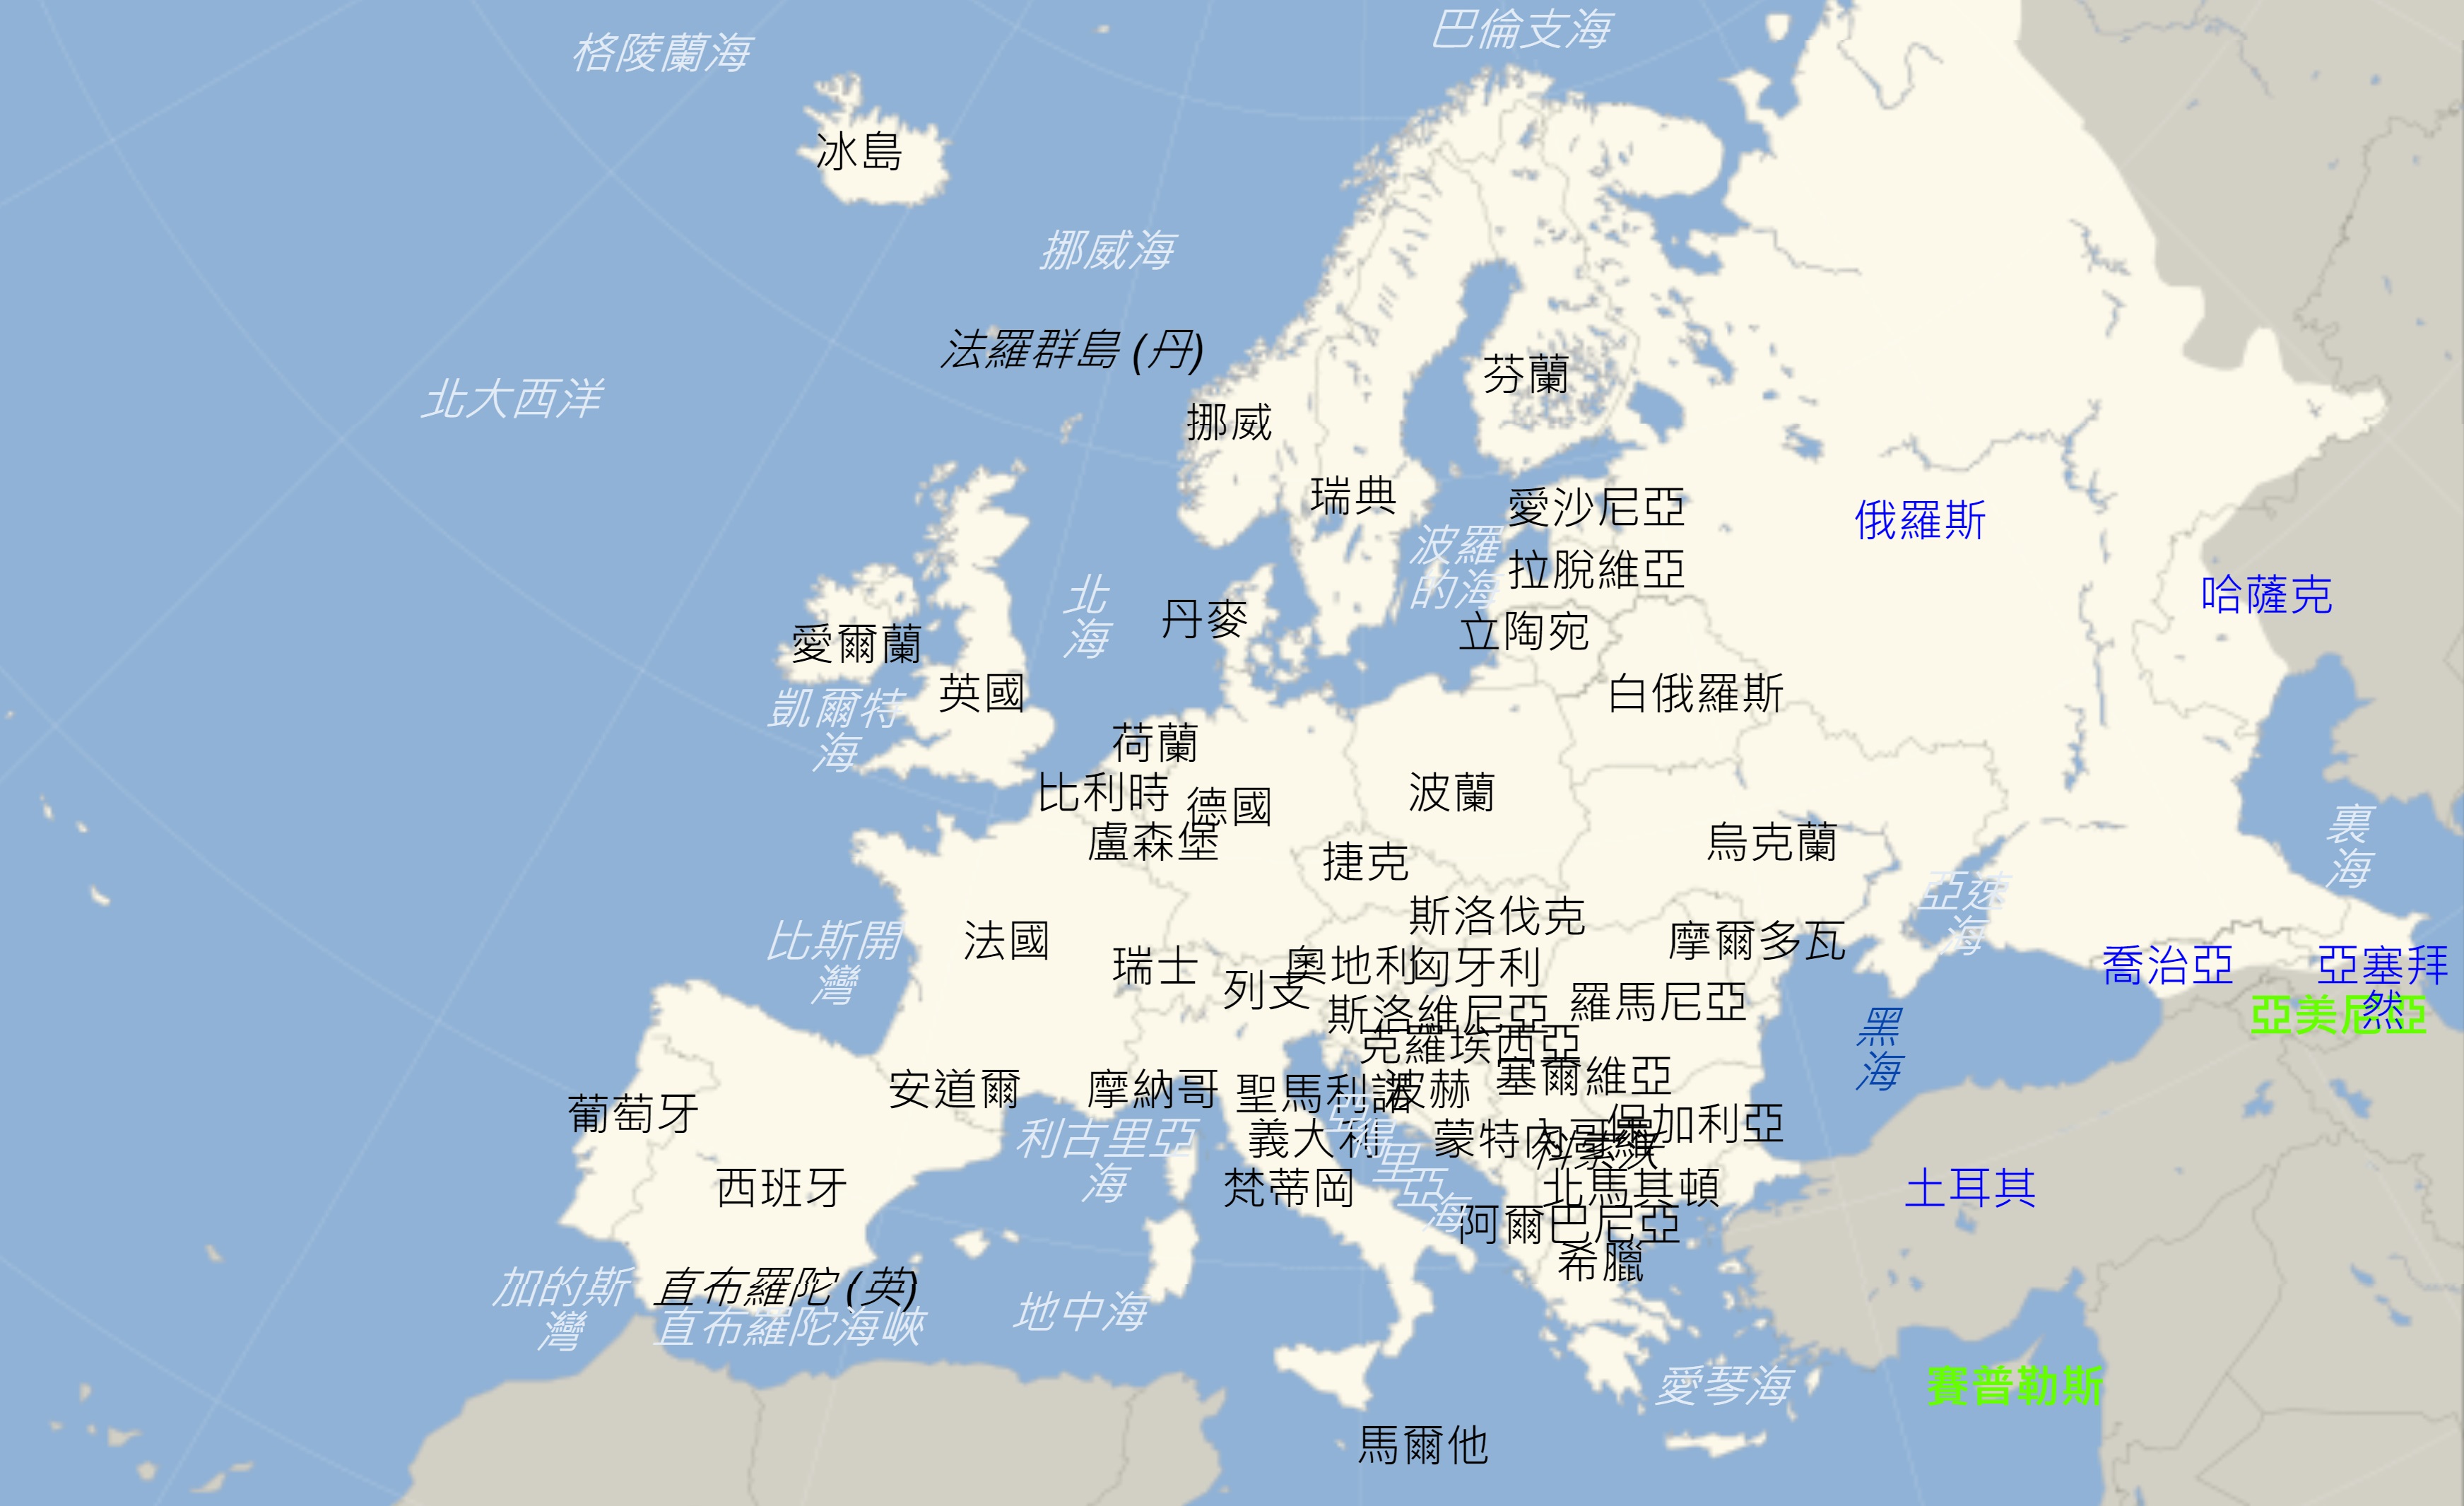 巴倫支海
格陵蘭海
冰島
挪威海
法羅群島 (丹)
芬蘭
北大西洋
挪威
瑞典
愛沙尼亞
俄羅斯
波羅
的海
拉脫維亞
哈薩克
北
海
丹麥
立陶宛
愛爾蘭
英國
白俄羅斯
凱爾特
海
荷蘭
比利時
德國
波蘭
盧森堡
烏克蘭
裏
海
捷克
亞速
海
斯洛伐克
比斯開
灣
法國
摩爾多瓦
瑞士
奧地利
匈牙利
喬治亞
亞塞拜
然
列支
羅馬尼亞
斯洛維尼亞
亞美尼亞
克羅埃西亞
黑
海
塞爾維亞
安道爾
摩納哥
聖馬利諾
波赫
葡萄牙
利古里亞
海
義大利
亞得里亞海
蒙特內哥羅
科索沃
保加利亞
西班牙
梵蒂岡
北馬其頓
土耳其
阿爾巴尼亞
希臘
加的斯
灣
直布羅陀 (英)
直布羅陀海峽
地中海
愛琴海
賽普勒斯
馬爾他